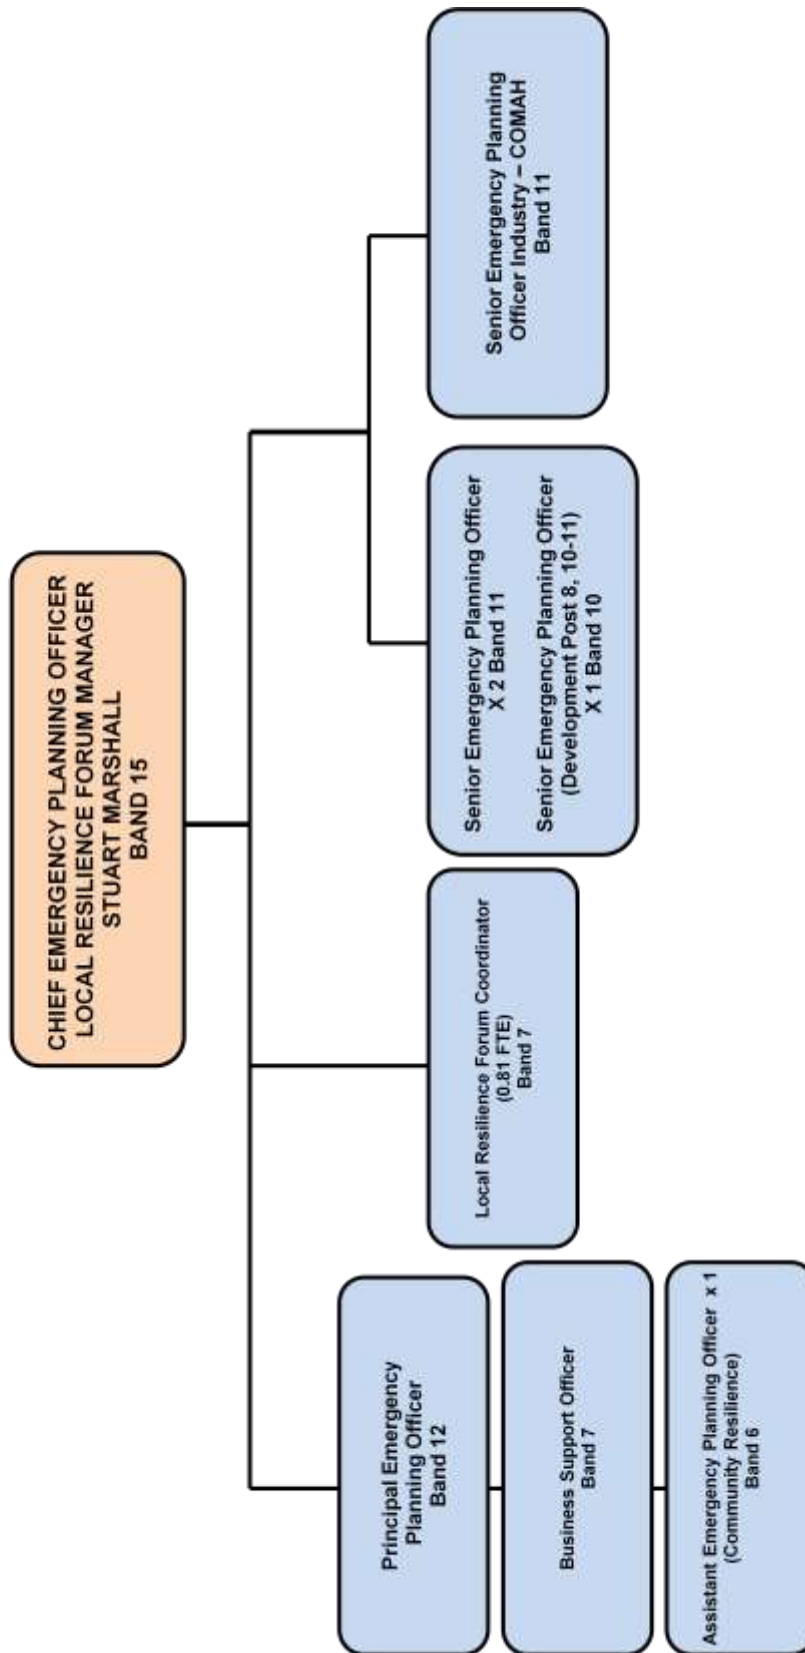 CHIEF EMERGENCY PLANNING OFFICER
LOCAL RESILIENCE FORUM MANAGER
STUART MARSHALL
BAND 15
Principal Emergency
Planning Officer
Band 12
Business Support Officer
Band 7
Assistant Emergency Planning Officer x 1
(Community Resilience)
Band 6
Local Resilience Forum Coordinator
(0.81 FTE)
Band 7
Senior Emergency Planning Officer
X 2 Band 11
Senior Emergency Planning Officer
(Development Post 8, 10-11)
X 1 Band 10
Senior Emergency Planning
Officer Industry – COMAH
Band 11